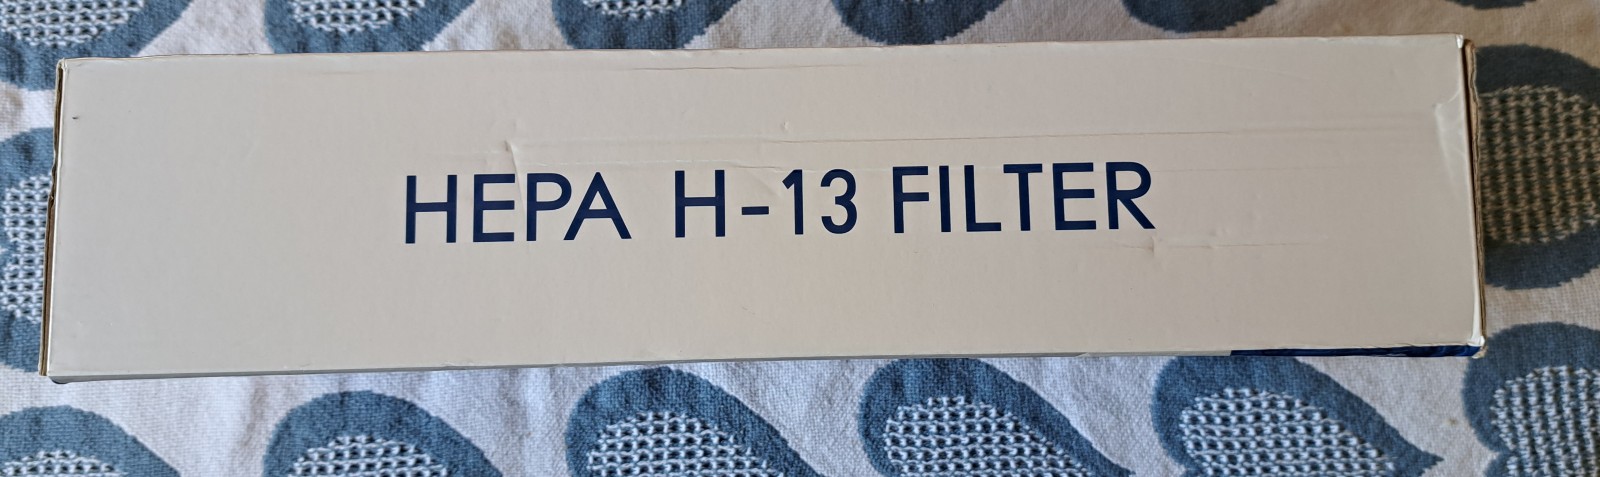 HEPA H-13 FILTER